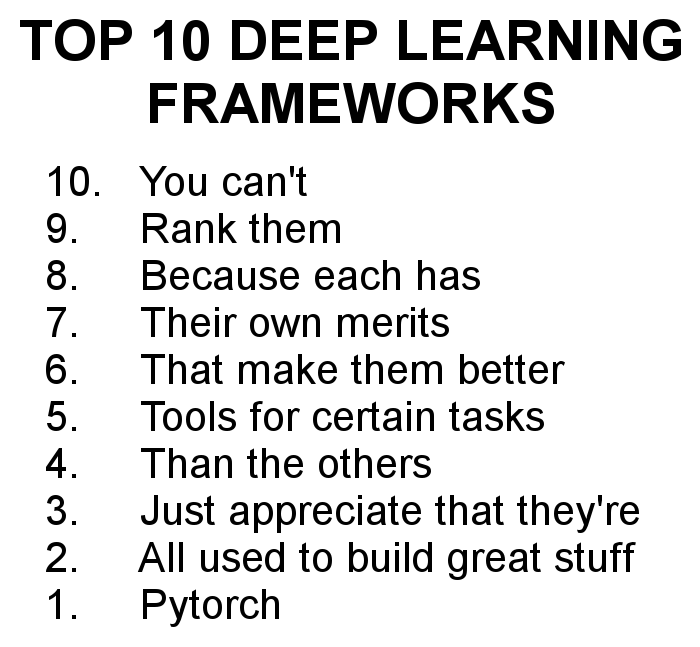 TOP 10 DEEP LEARNING
FRAMEWORKS
10. You can't
9. Rank them
8. Because each has
7. Their own merits
6. That make them better
5. Tools for certain tasks
4. Than the others
3. Just appreciate that they're
2. All used to build great stuff
1. Pytorch